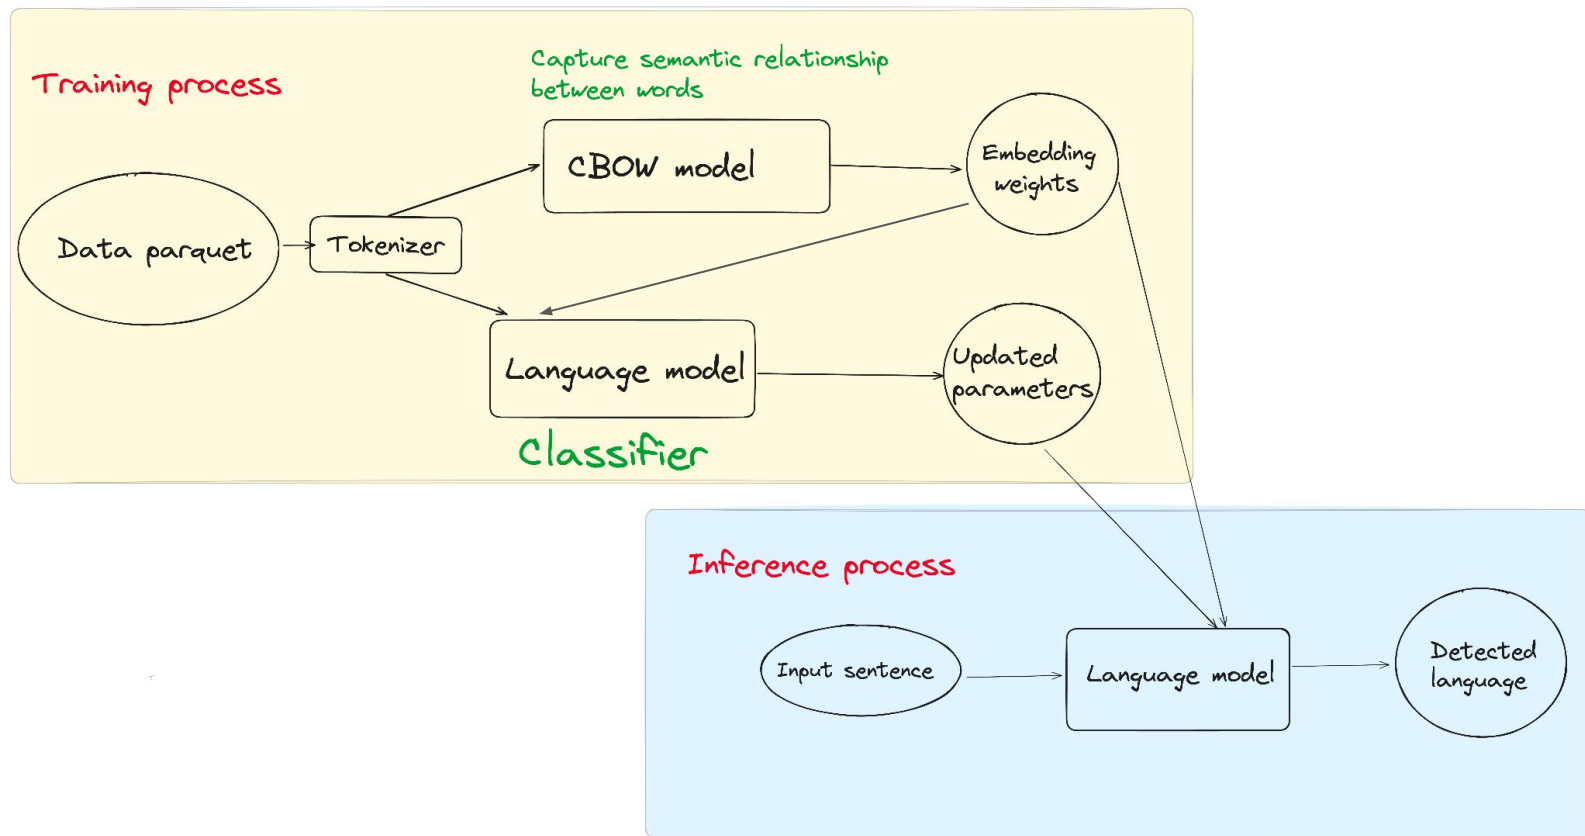 Training process
Capture semantic relationship
between words
CBOW model
Embedding
weights
Data parquet
Tokenizer
Language model
Updated
parameters
Classifier
Inference process
Input sentence
Language model
Detected
language